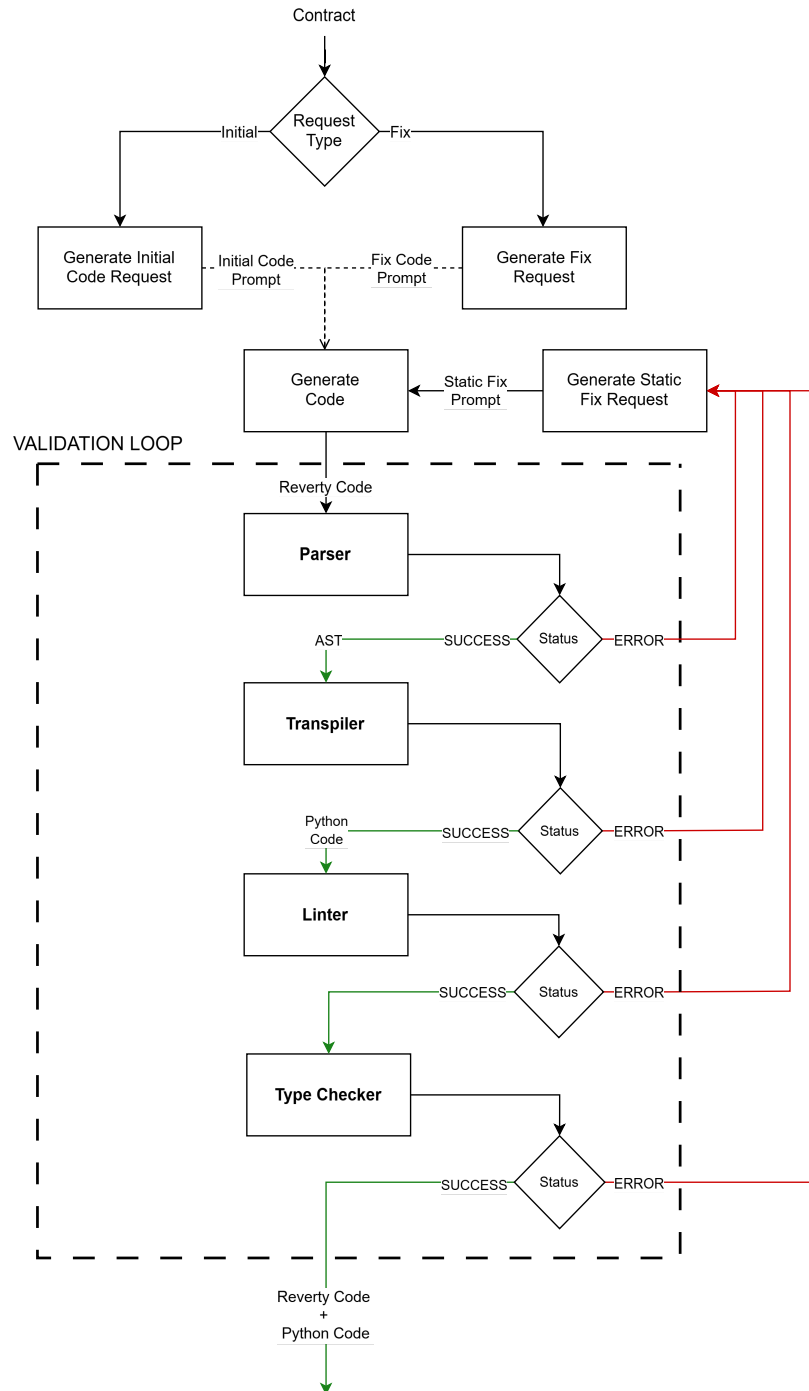 Contract
Request
Type
Initial
Fix
Generate Initial
Code Request
Initial Code
Prompt
Fix Code
Prompt
Generate Fix
Request
Generate
Code
Static Fix
Prompt
Generate Static
Fix Request
VALIDATION LOOP
Reverty Code
Parser
Status
AST
SUCCESS
ERROR
Transpiler
Status
Python
Code
SUCCESS
ERROR
Linter
Status
SUCCESS
ERROR
Type Checker
Status
SUCCESS
ERROR
Reverty Code
+
Python Code